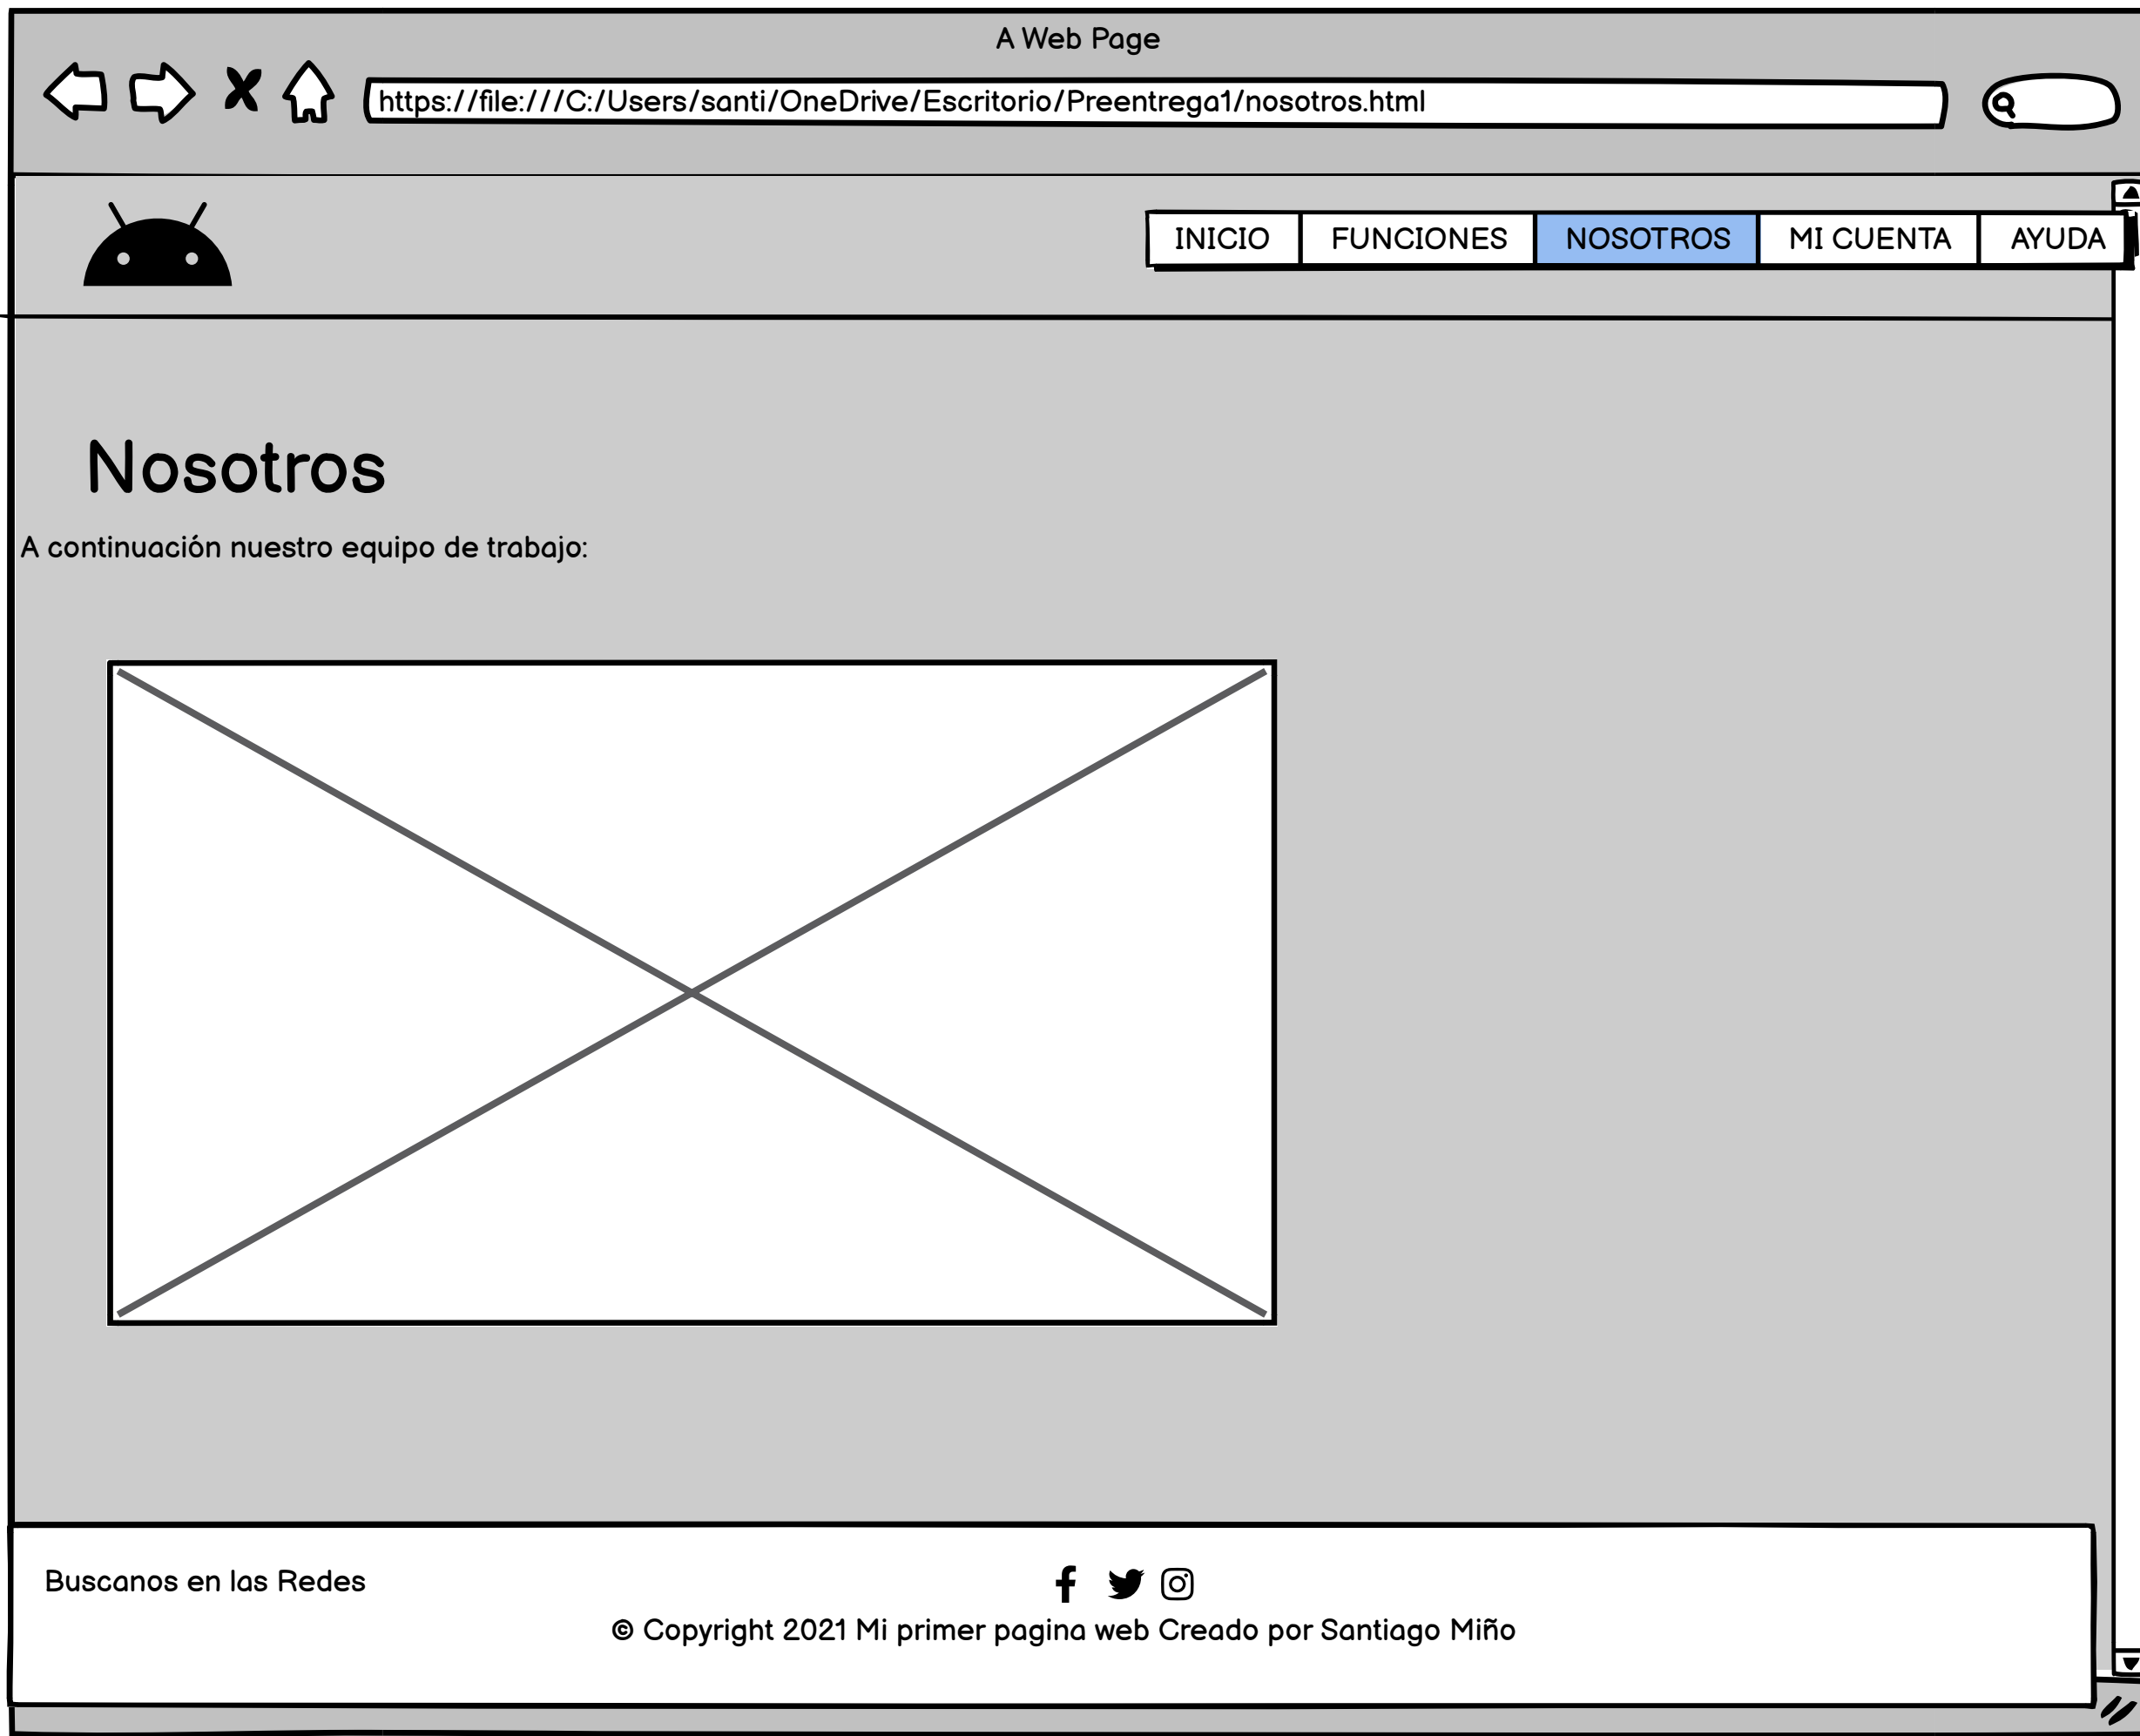 A Web Page
https://file:///C:/Users/santi/OneDrive/Escritorio/Preentrega1/nosotros.html
INICIO FUNCIONES NOSOTROS MI CUENTA AYUDA
Nosotros
A continuación nuestro equipo de trabajo:
Buscanos en las Redes
© Copyright 2021 Mi primer pagina web Creado por Santiago Miño